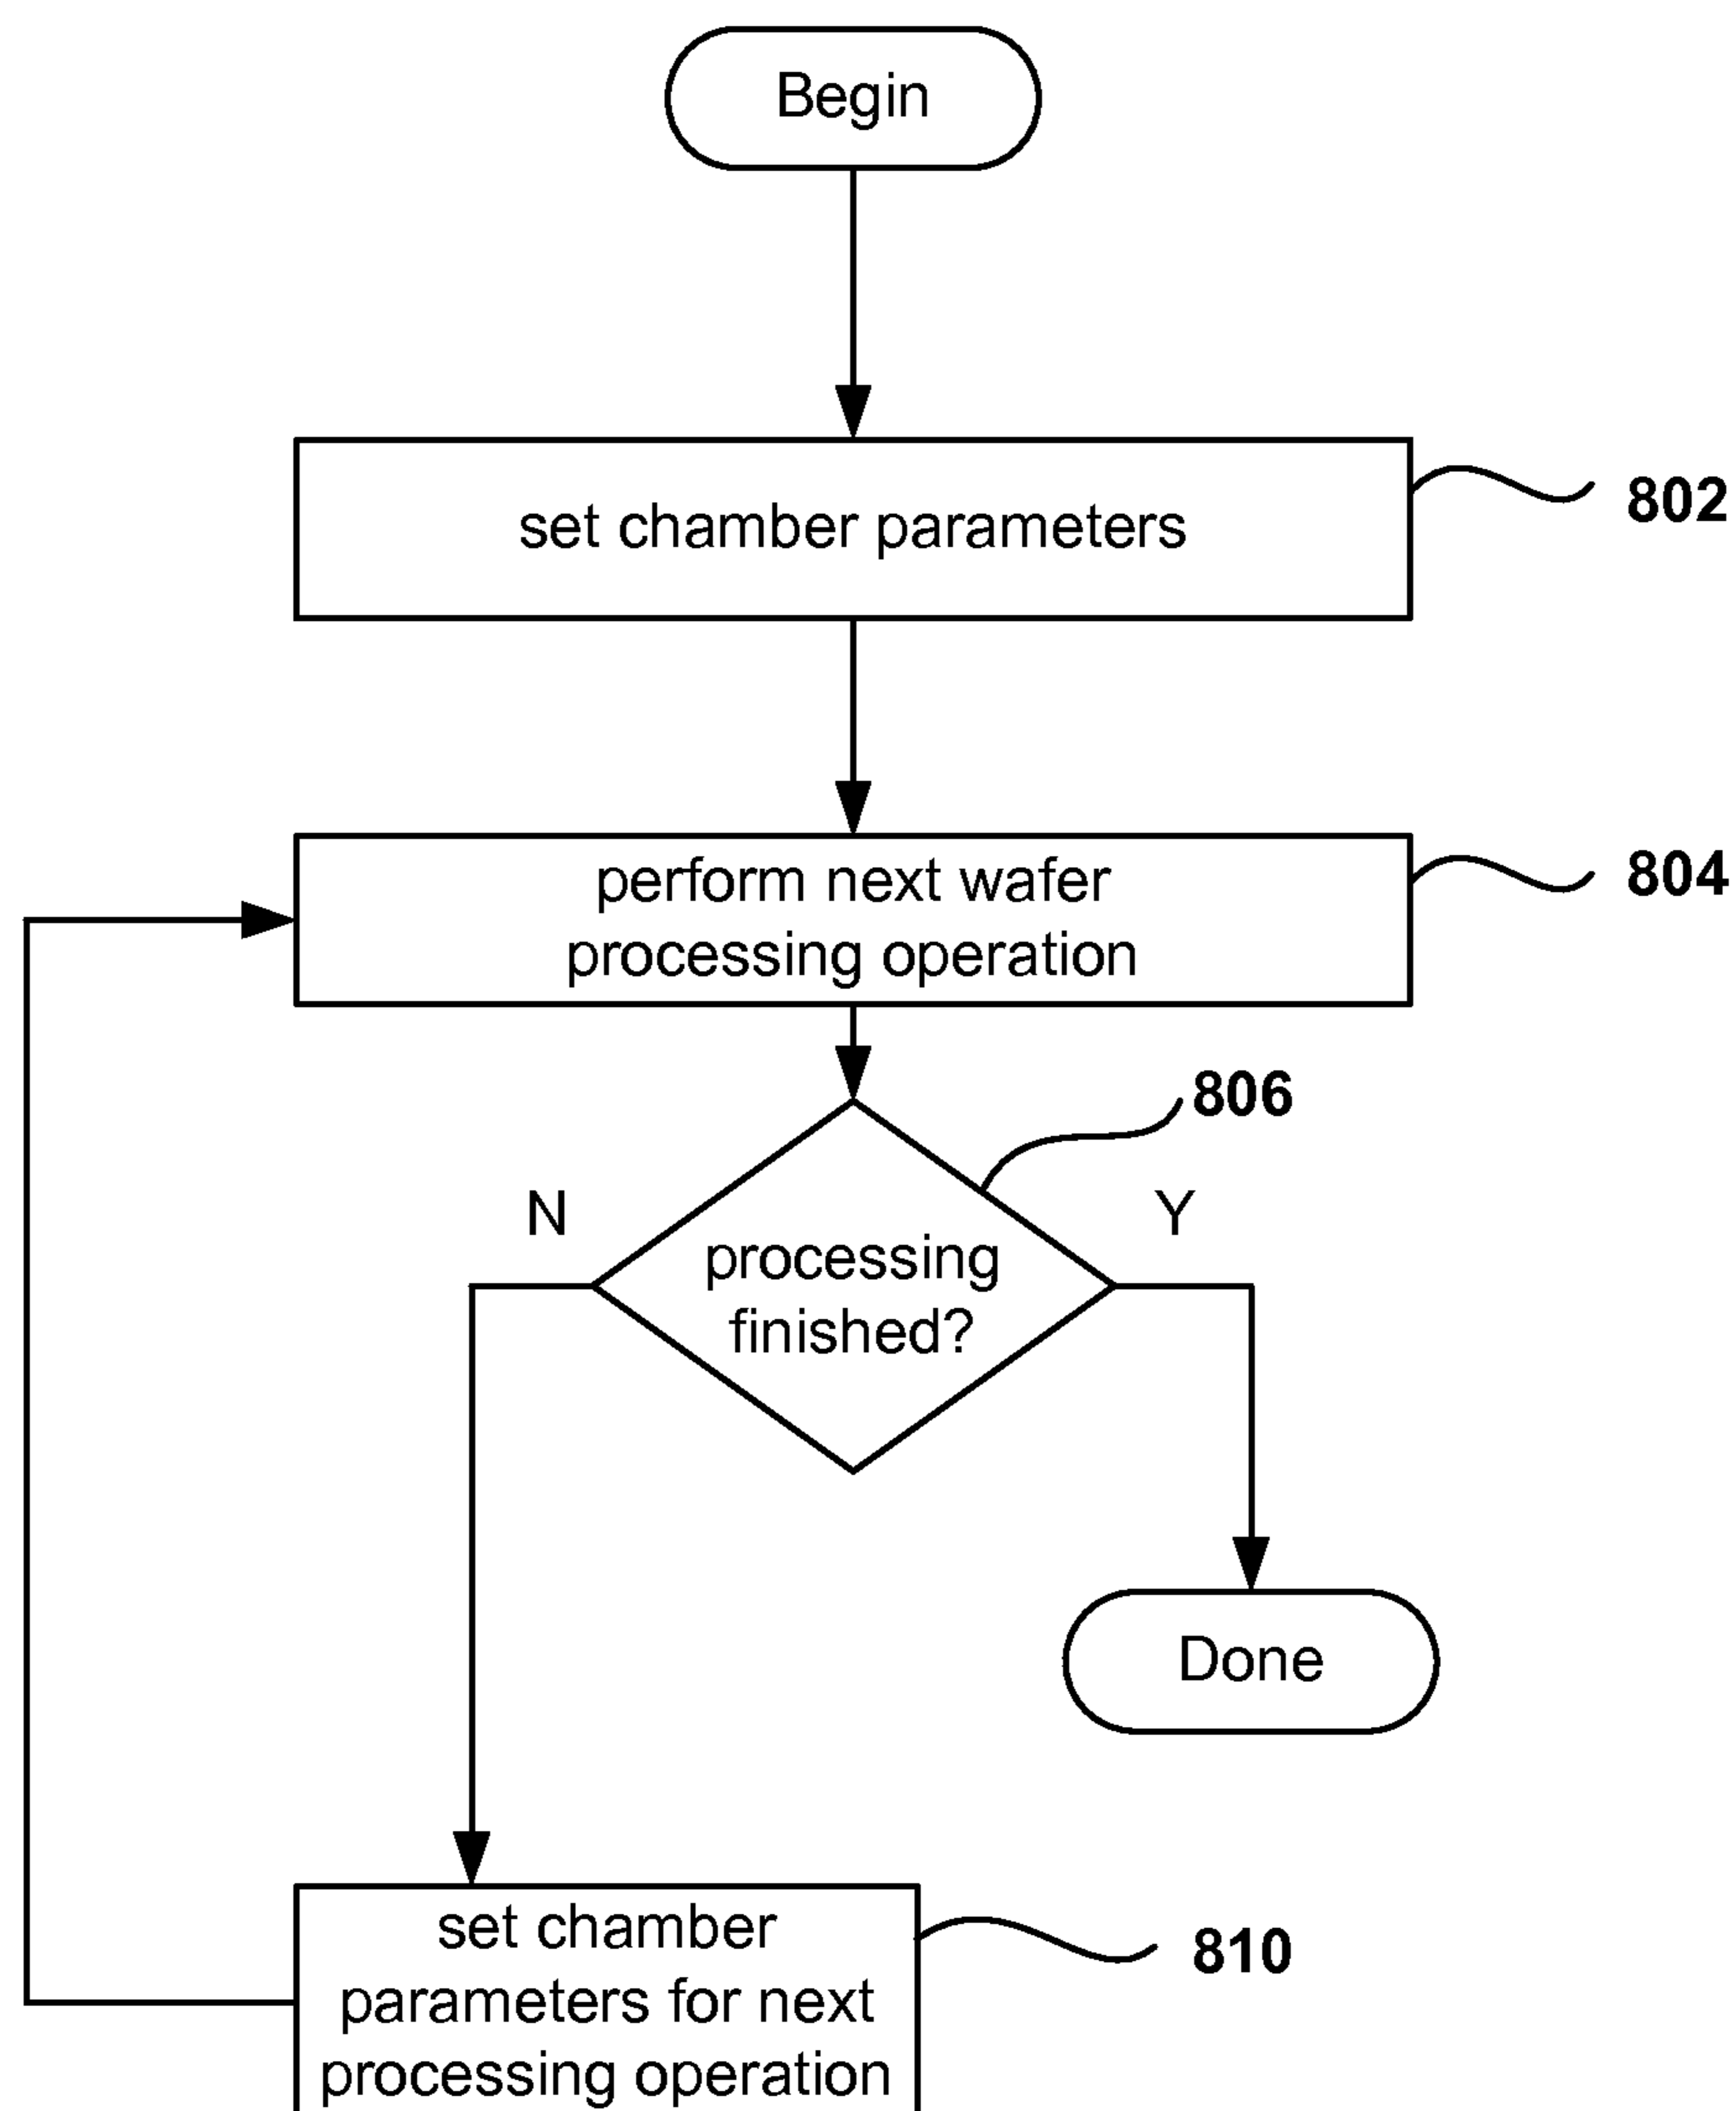 Begin
set chamber parameters
802
perform next wafer
processing operation
804
806
N
Y
processing
finished?
Done
set chamber
parameters for next
processing operation
810